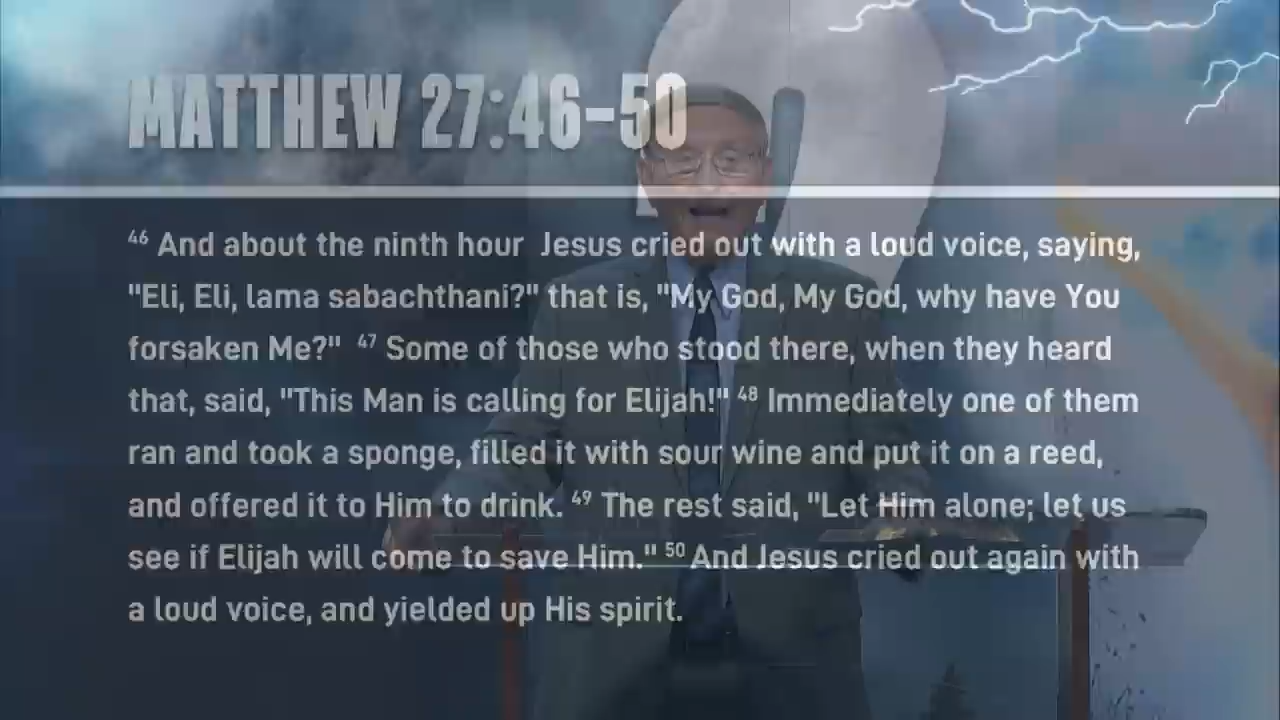 MATTHEW 27:46-50
⁴⁶ And about the ninth hour Jesus cried out with a loud voice, saying,
"Eli, Eli, lama sabachthani?" that is, "My God, My God, why have You
forsaken Me?" ⁴⁷ Some of those who stood there, when they heard
that, said, "This Man is calling for Elijah!" ⁴⁸ Immediately one of them
ran and took a sponge, filled it with sour wine and put it on a reed,
and offered it to Him to drink. ⁴⁹ The rest said, "Let Him alone; let us
see if Elijah will come to save Him." ⁵⁰ And Jesus cried out again with
a loud voice, and yielded up His spirit.